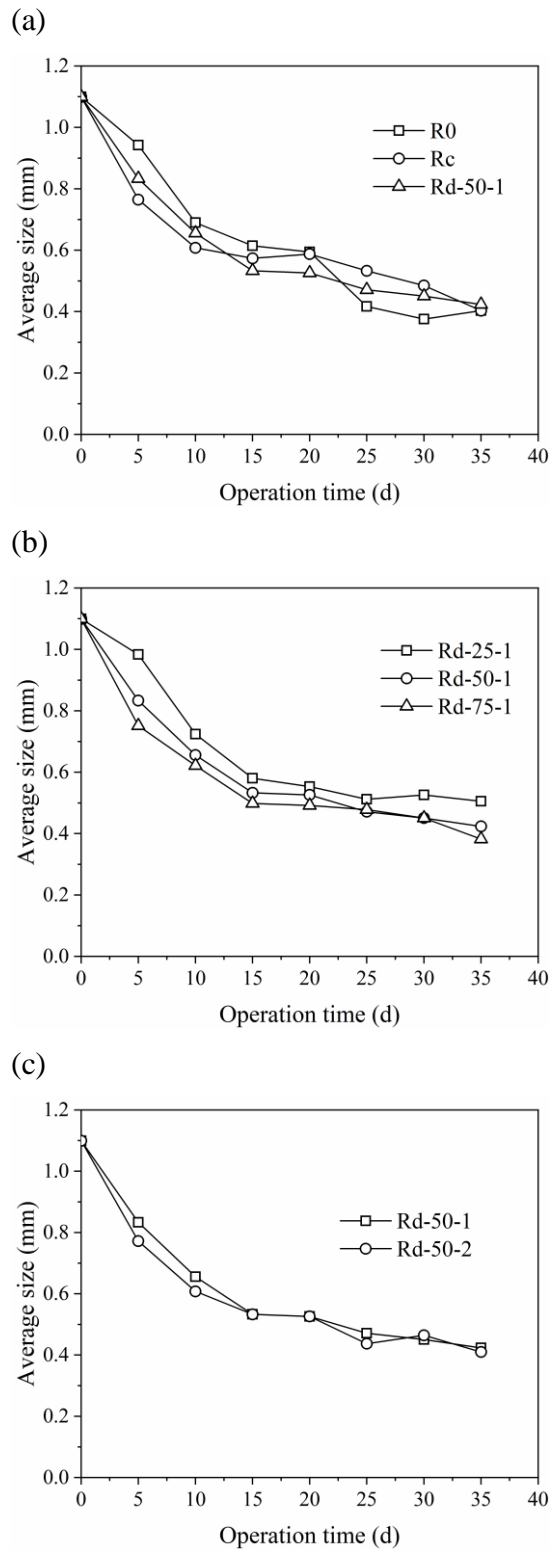 (a)
1.2
1.0
0.8
0.6
0.4
0.2
0.0
Average size (mm)
R0
Rc
Rd-50-1
0 5 10 15 20 25 30 35 40
Operation time (d)
(b)
1.2
1.0
0.8
0.6
0.4
0.2
0.0
Average size (mm)
Rd-25-1
Rd-50-1
Rd-75-1
0 5 10 15 20 25 30 35 40
Operation time (d)
(c)
1.2
1.0
0.8
0.6
0.4
0.2
0.0
Average size (mm)
Rd-50-1
Rd-50-2
0 5 10 15 20 25 30 35 40
Operation time (d)